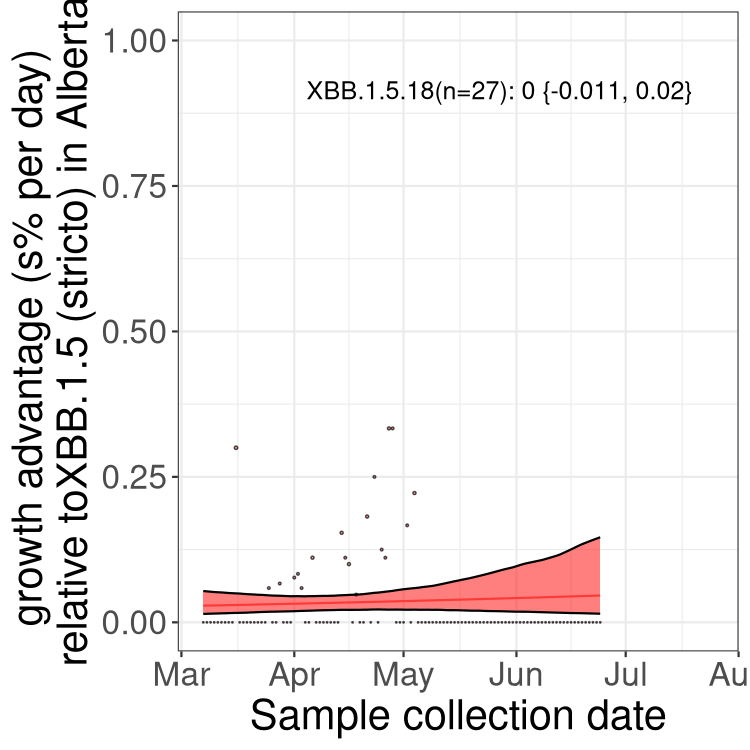 growth advantage (s% per day)
relative toXBB.1.5 (stricto) in Alberta
1.00
0.75
0.50
0.25
0.00
XBB.1.5.18(n=27): 0 {-0.011, 0.02}
Mar Apr May Jun Jul Au
Sample collection date